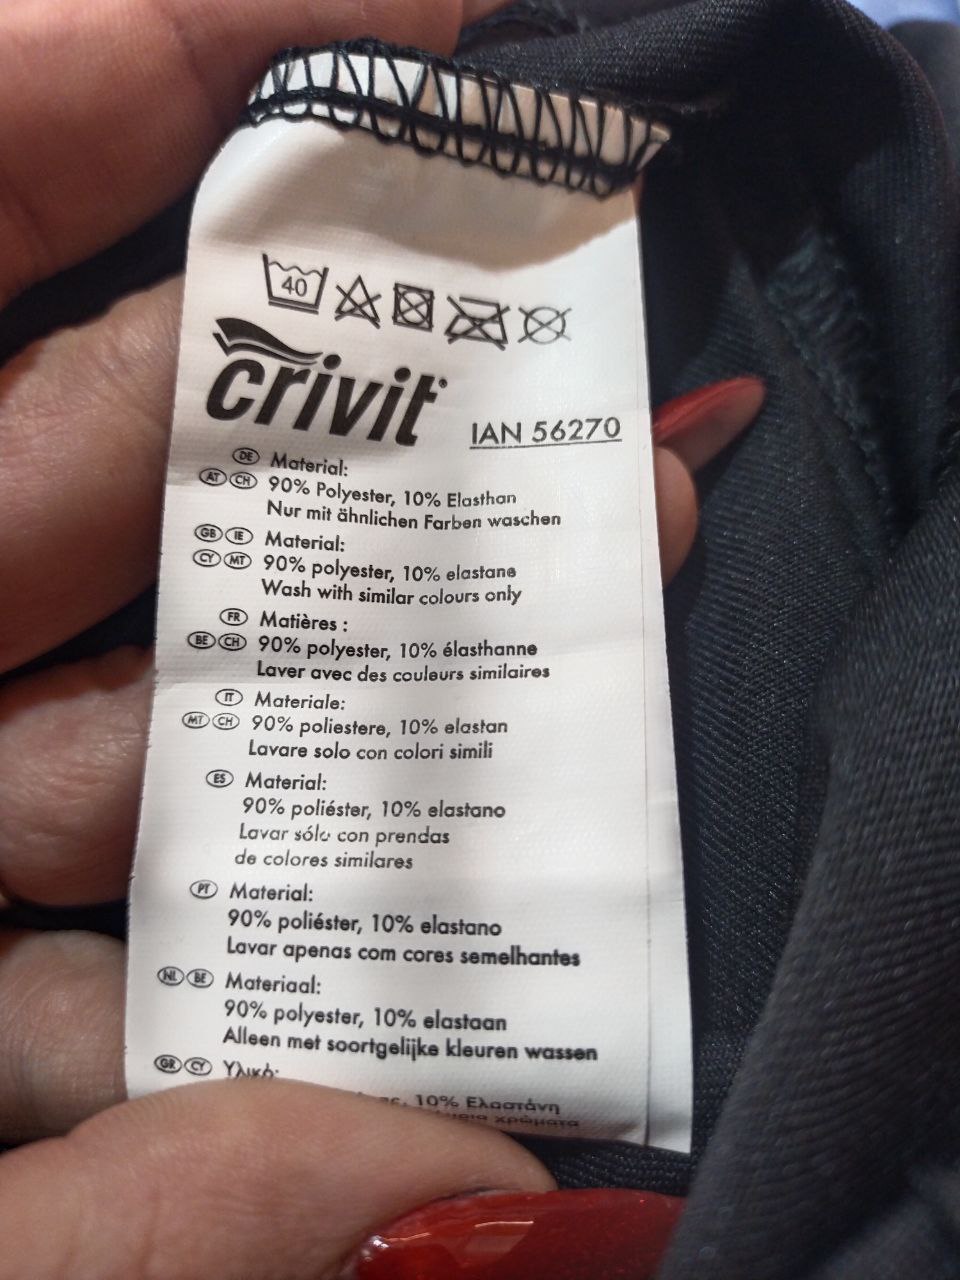 40
crivit
IAN 56270
DE Material:
AT CH 90% Polyester, 10% Elasthan
Nur mit ähnlichen Farben waschen
GB IE Material:
CY MT 90% polyester, 10% elastane
Wash with similar colours only
FR Matières :
BE CH 90% polyester, 10% élasthanne
Laver avec des couleurs similaires
IT Materiale:
MT CH 90% poliestere, 10% elastan
Lavare solo con colori simili
ES Material:
90% poliéster, 10% elastano
Lavar sólo con prendas
de colores similares
PT Material:
90% poliéster, 10% elastano
Lavar apenas com cores semelhantes
NL BE Materiaal:
90% polyester, 10% elastaan
Alleen met soortgelijke kleuren wassen
GR CY Υλικό:
10% Ελαστάνη
χρώματα